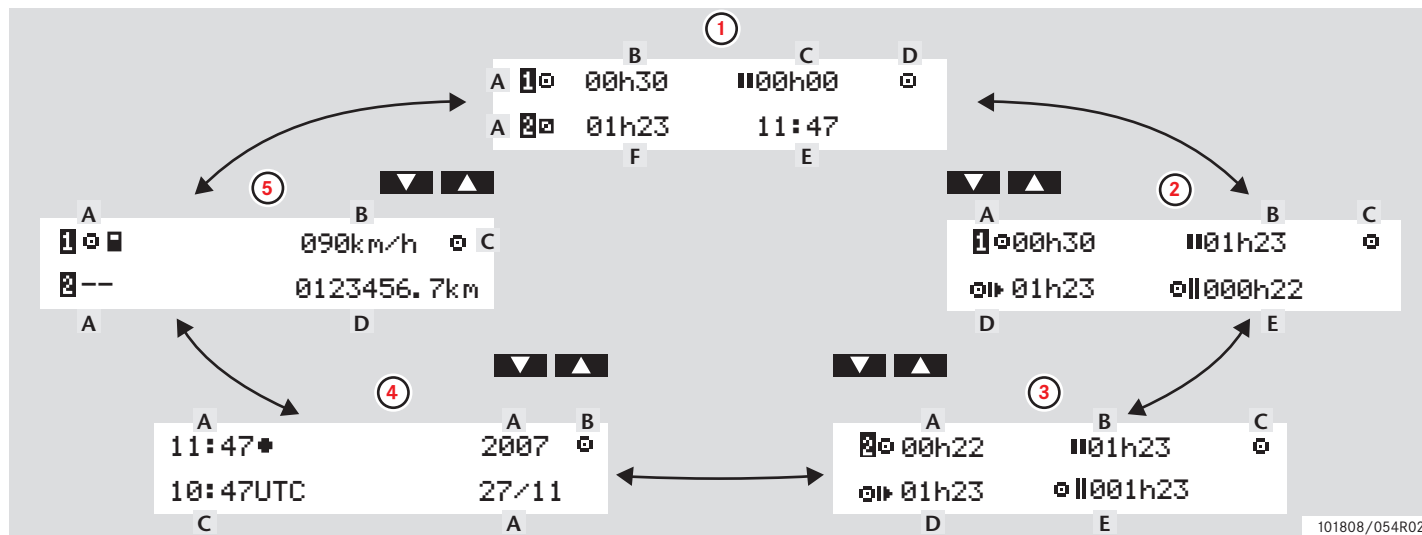 1
B C D
A 1 00h30 00h00
A 2 01h23 11:47
F E
5
A B
1 090km/h C
2 -- 0123456.7km
A D
2
A B C
1 00h30 01h23
01h23 000h22
D E
4
A A B
11:47 2007
10:47UTC 27/11
C A
3
A B C
2 00h22 01h23
01h23 001h23
D E
101808/054R02